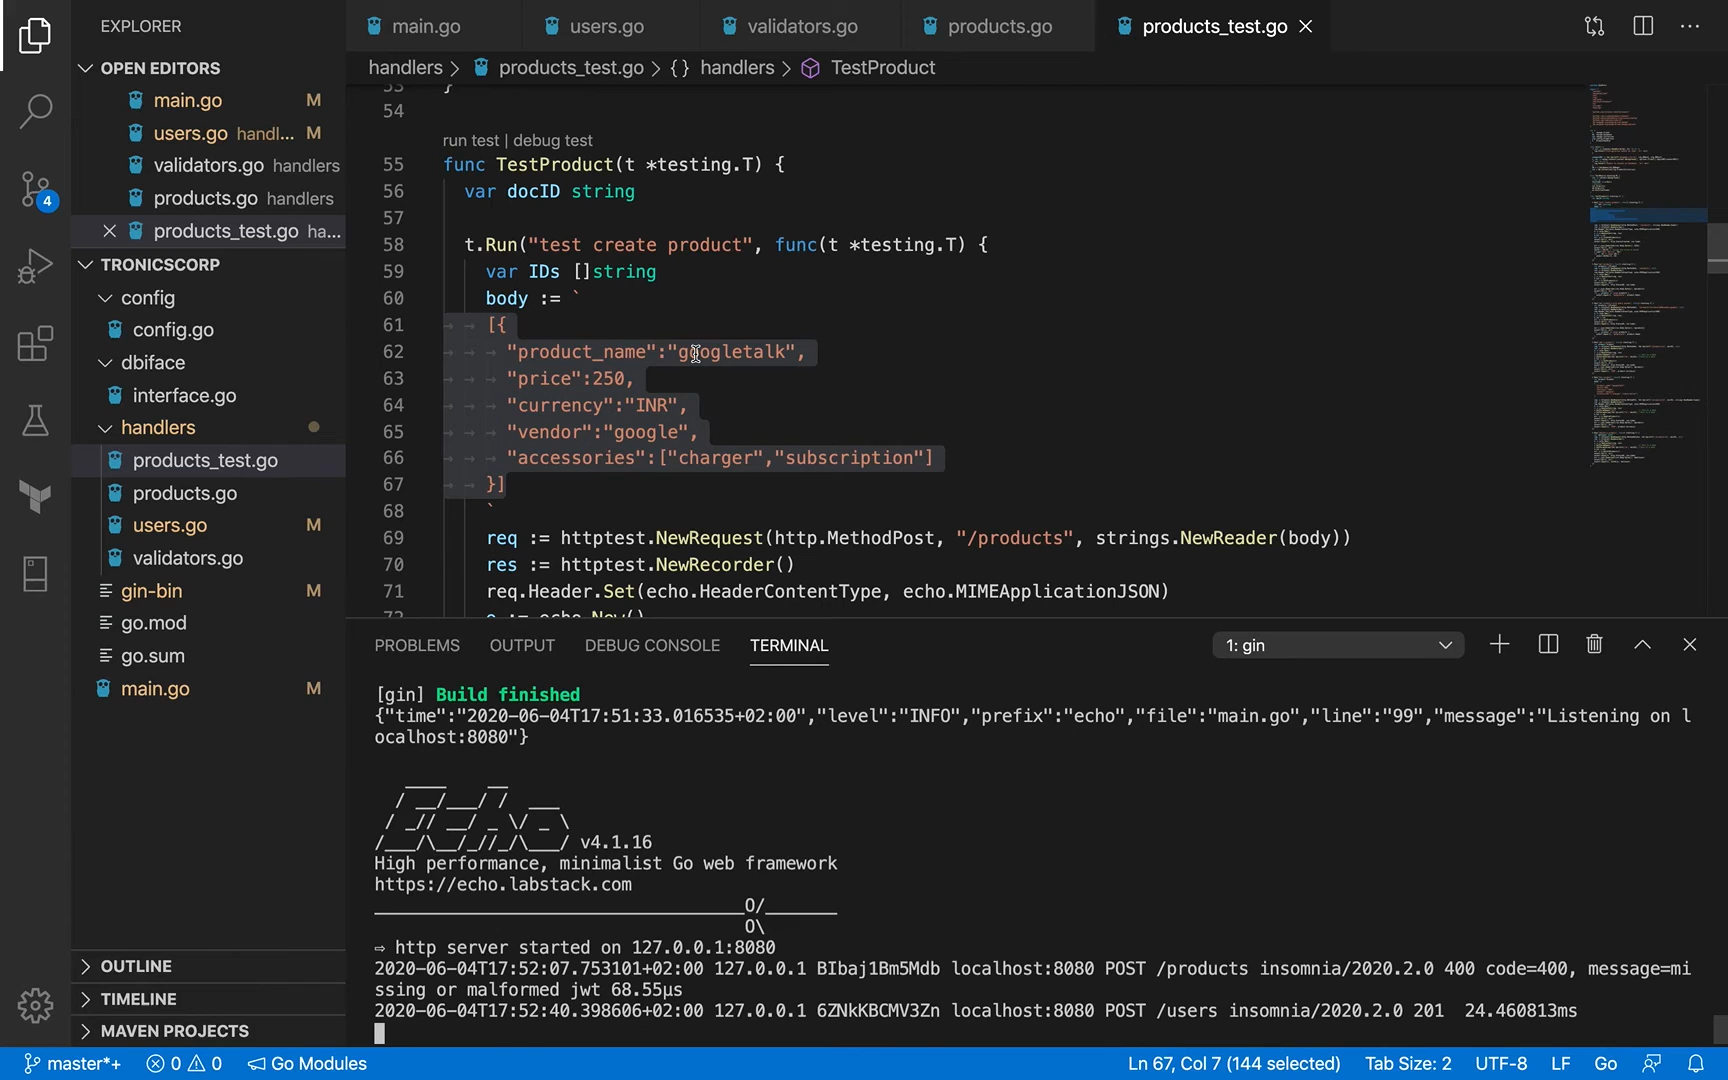 EXPLORER
OPEN EDITORS
main.go M
users.go handl... M
validators.go handlers
products.go handlers
products_test.go ha...
TRONICSCORP
config
config.go
dbiface
interface.go
handlers
products_test.go
products.go
users.go M
validators.go
gin-bin M
go.mod
go.sum
main.go M
OUTLINE
TIMELINE
MAVEN PROJECTS
4
main.go users.go validators.go products.go products_test.go
handlers > products_test.go > {} handlers > TestProduct
53 }
54
run test | debug test
55 func TestProduct(t *testing.T) {
56 var docID string
57
58 t.Run("test create product", func(t *testing.T) {
59 var IDs []string
60 body := `
61 [{
62 "product_name":"googletalk",
63 "price":250,
64 "currency":"INR",
65 "vendor":"google",
66 "accessories":["charger","subscription"]
67 }]
68 `
69 req := httptest.NewRequest(http.MethodPost, "/products", strings.NewReader(body))
70 res := httptest.NewRecorder()
71 req.Header.Set(echo.HeaderContentType, echo.MIMEApplicationJSON)
72 e := echo.New()
PROBLEMS OUTPUT DEBUG CONSOLE TERMINAL 1: gin
[gin] Build finished
{"time":"2020-06-04T17:51:33.016535+02:00","level":"INFO","prefix":"echo","file":"main.go","line":"99","message":"Listening on l
ocalhost:8080"}
v4.1.16
High performance, minimalist Go web framework
https://echo.labstack.com
____________________________________O/_______
O\
⇨ http server started on 127.0.0.1:8080
2020-06-04T17:52:07.753101+02:00 127.0.0.1 BIbaj1Bm5Mdb localhost:8080 POST /products insomnia/2020.2.0 400 code=400, message=mi
ssing or malformed jwt 68.55µs
2020-06-04T17:52:40.398606+02:00 127.0.0.1 6ZNkKBCMV3Zn localhost:8080 POST /users insomnia/2020.2.0 201 24.460813ms
master*+ 0 0 Go Modules Ln 67, Col 7 (144 selected) Tab Size: 2 UTF-8 LF Go